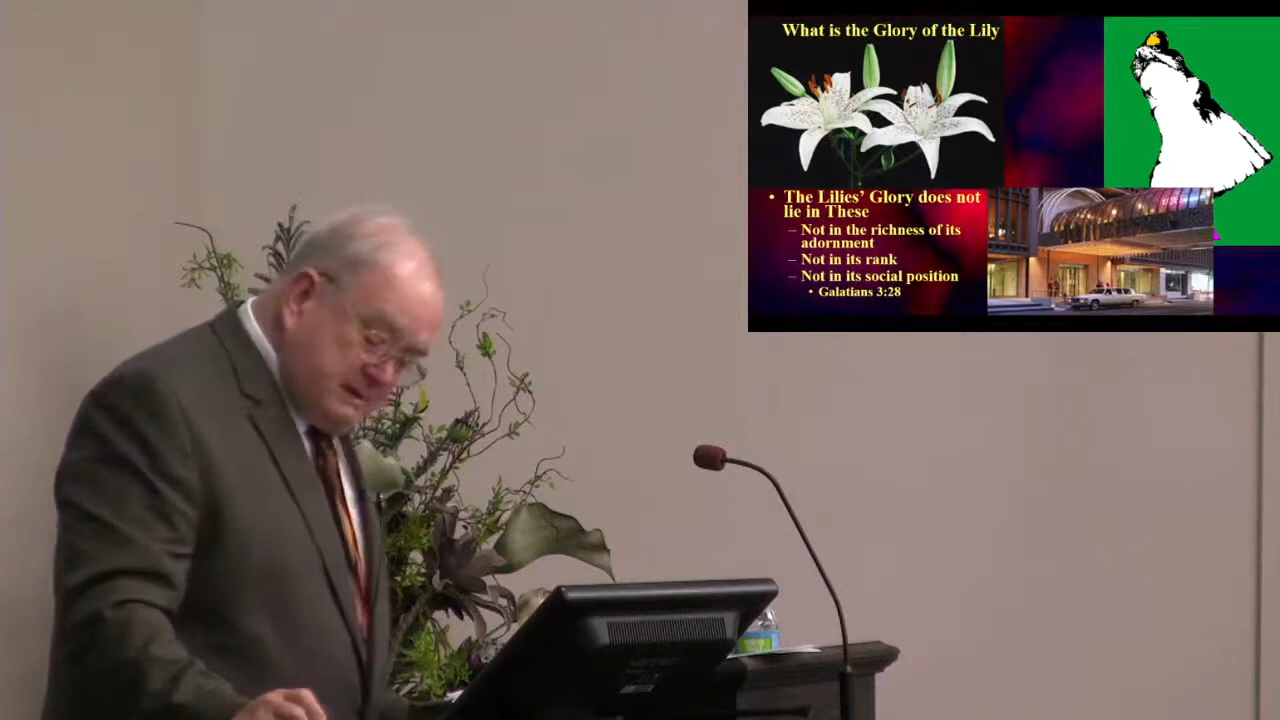 What is the Glory of the Lily
• The Lilies’ Glory does not
lie in These
– Not in the richness of its
adornment
– Not in its rank
– Not in its social position
• Galatians 3:28